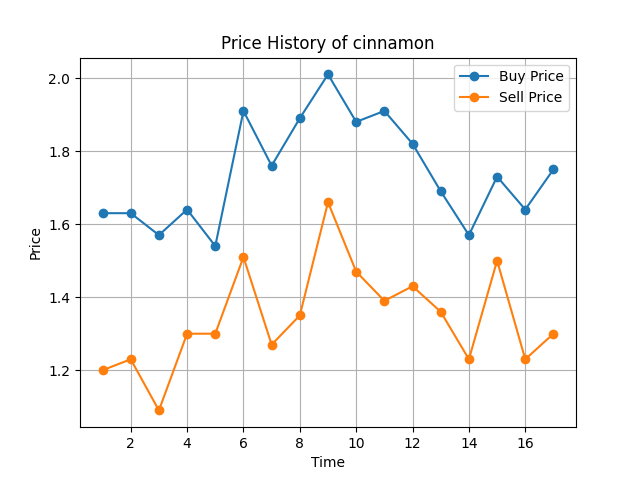 Price History of cinnamon
Buy Price
Sell Price
2.0
1.8
1.6
1.4
1.2
Price
2 4 6 8 10 12 14 16
Time